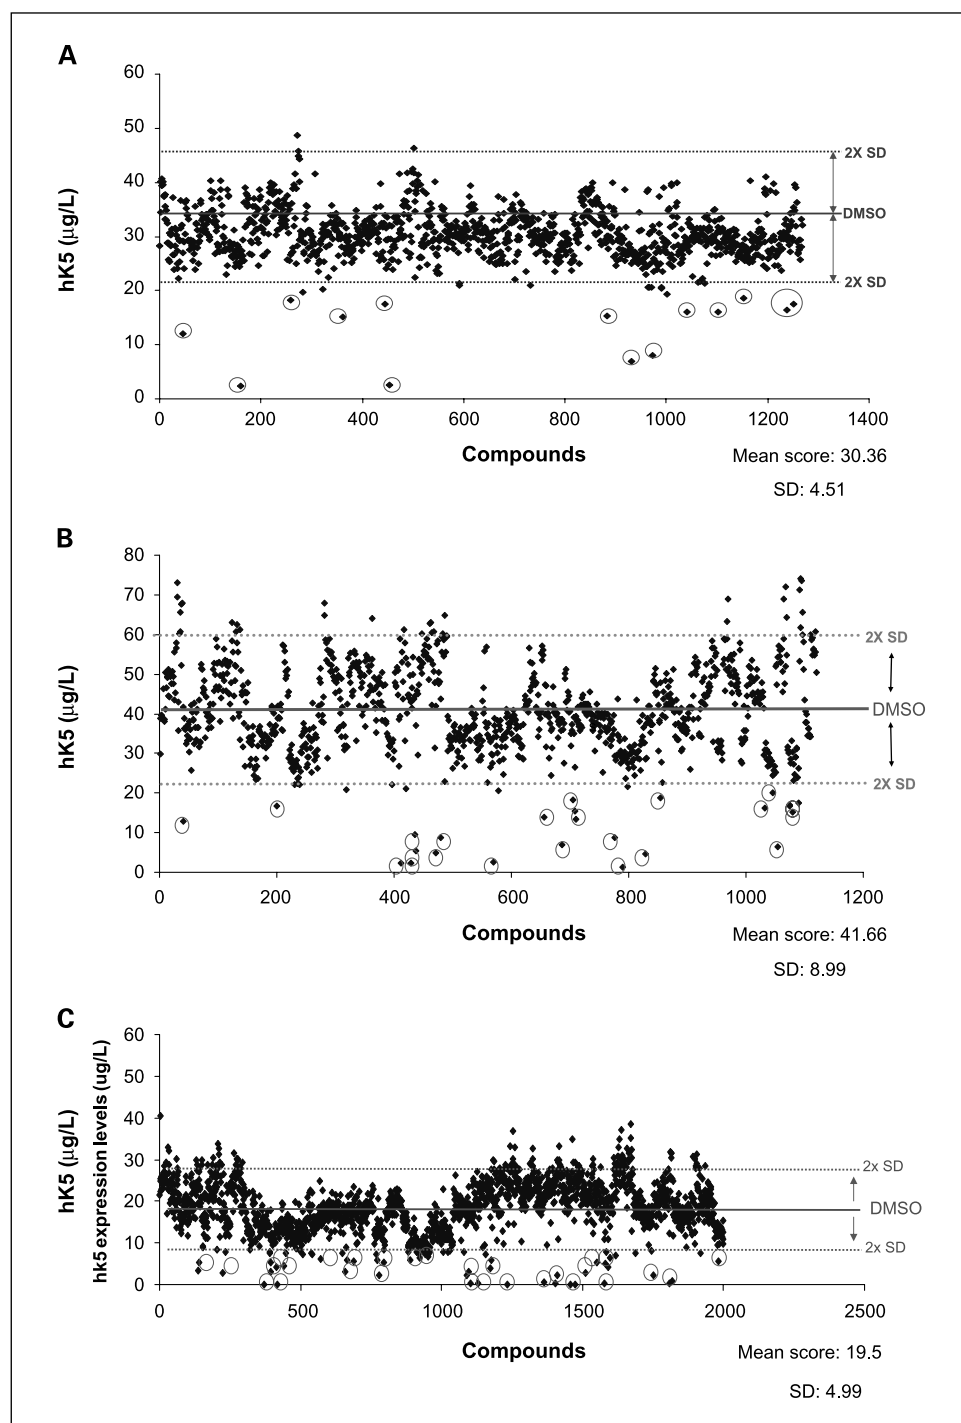 A
60
50
2X SD
40
DMSO
30
hK5 (μg/L)
2X SD
20
10
0
0 200 400 600 800 1000 1200 1400
Compounds
Mean score: 30.36
SD: 4.51
B
80
70
60
2X SD
50
40
DMSO
hK5 (μg/L)
30
2X SD
20
10
0
0 200 400 600 800 1000 1200
Compounds
Mean score: 41.66
SD: 8.99
C
60
50
40
hK5 (μg/L)
hk5 expression levels (ug/L)
30
2x SD
20
DMSO
10
2x SD
0
0 500 1000 1500 2000 2500
Compounds
Mean score: 19.5
SD: 4.99